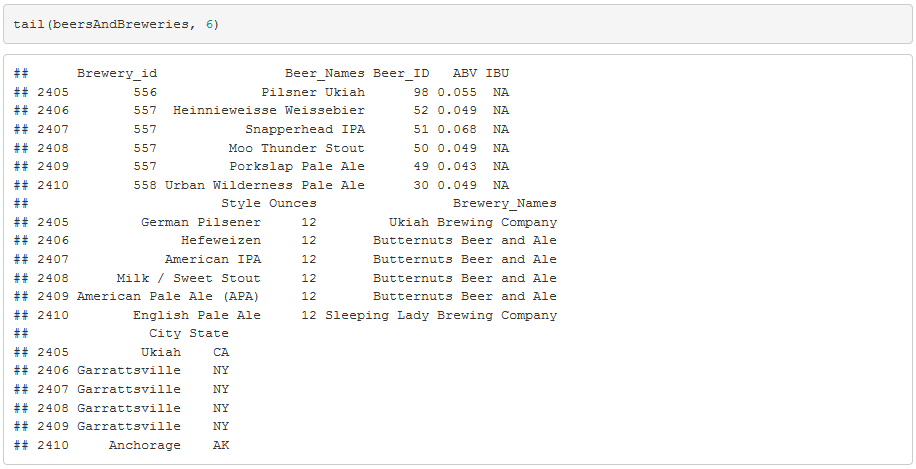 tail(beersAndBreweries, 6)
##      Brewery_id                Beer_Names Beer_ID   ABV IBU
## 2405        556             Pilsner Ukiah      98 0.055  NA
## 2406        557  Heinnieweisse Weissebier      52 0.049  NA
## 2407        557           Snapperhead IPA      51 0.068  NA
## 2408        557         Moo Thunder Stout      50 0.049  NA
## 2409        557         Porkslap Pale Ale      49 0.043  NA
## 2410        558 Urban Wilderness Pale Ale      30 0.049  NA
##                        Style Ounces                 Brewery_Names
## 2405         German Pilsener     12         Ukiah Brewing Company
## 2406              Hefeweizen     12       Butternuts Beer and Ale
## 2407            American IPA     12       Butternuts Beer and Ale
## 2408      Milk / Sweet Stout     12       Butternuts Beer and Ale
## 2409 American Pale Ale (APA)     12       Butternuts Beer and Ale
## 2410        English Pale Ale     12 Sleeping Lady Brewing Company
##               City State
## 2405         Ukiah    CA
## 2406 Garrattsville    NY
## 2407 Garrattsville    NY
## 2408 Garrattsville    NY
## 2409 Garrattsville    NY
## 2410     Anchorage    AK